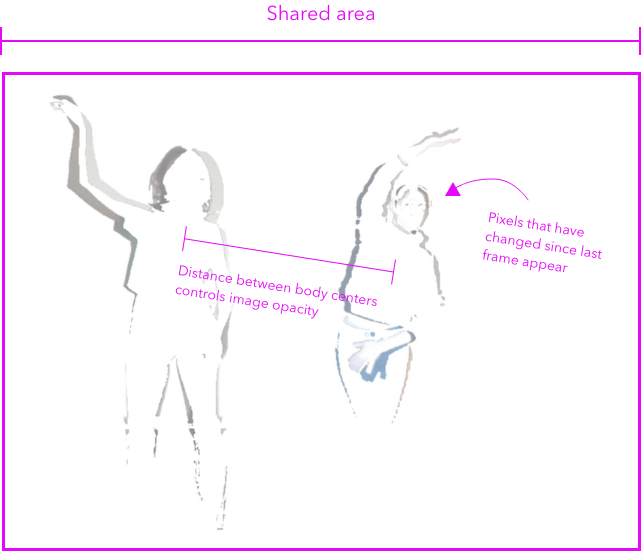 Shared area
Pixels that have
changed since last
frame appear
Distance between body centers
controls image opacity